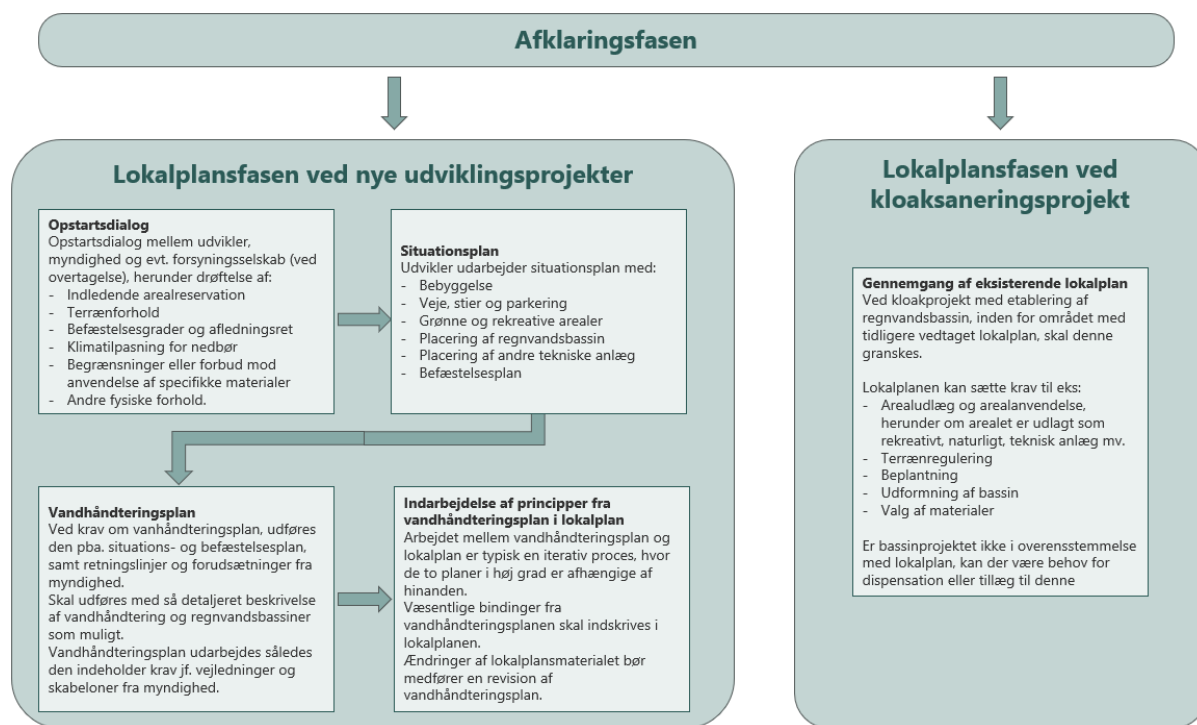 Afklaringsfasen
Lokalplansfasen ved nye udviklingsprojekter
Opstartsdialog
Opstartsdialog mellem udvikler,
myndighed og evt. forsyningsselskab (ved
overtagelse), herunder drøftelse af:
- Indledende arealreservation
- Terrænforhold
- Befæstelsesgrader og afledningsret
- Klimatilpasning for nedbør
- Begrænsninger eller forbud mod
anvendelse af specifikke materialer
- Andre fysiske forhold.
Situationsplan
Udvikler udarbejder situationsplan med:
- Bebyggelse
- Veje, stier og parkering
- Grønne og rekreative arealer
- Placering af regnvandsbassin
- Placering af andre tekniske anlæg
- Befæstelsesplan
Vandhåndteringsplan
Ved krav om vanhåndteringsplan, udføres
den pba. situations- og befæstelsesplan,
samt retningslinjer og forudsætninger fra
myndighed.
Skal udføres med så detaljeret beskrivelse
af vandhåndtering og regnvandsbassiner
som muligt.
Vandhåndteringsplan udarbejdes således
den indeholder krav jf. vejledninger og
skabeloner fra myndighed.
Indarbejdelse af principper fra
vandhåndteringsplan i lokalplan
Arbejdet mellem vandhåndteringsplan og
lokalplan er typisk en iterativ proces, hvor
de to planer i høj grad er afhængige af
hinanden.
Væsentlige bindinger fra
vandhåndteringsplanen skal indskrives i
lokalplanen.
Ændringer af lokalplansmaterialet bør
medfører en revision af
vandhåndteringsplan.
Lokalplansfasen ved
kloaksaneringsprojekt
Gennemgang af eksisterende lokalplan
Ved kloakprojekt med etablering af
regnvandsbassin, inden for området med
tidligere vedtaget lokalplan, skal denne
granskes.
Lokalplanen kan sætte krav til eks:
- Arealudlæg og arealanvendelse,
herunder om arealet er udlagt som
rekreativt, naturligt, teknisk anlæg mv.
- Terrænregulering
- Beplantning
- Udformning af bassin
- Valg af materialer
Er bassinprojektet ikke i overensstemmelse
med lokalplan, kan der være behov for
dispensation eller tillæg til denne